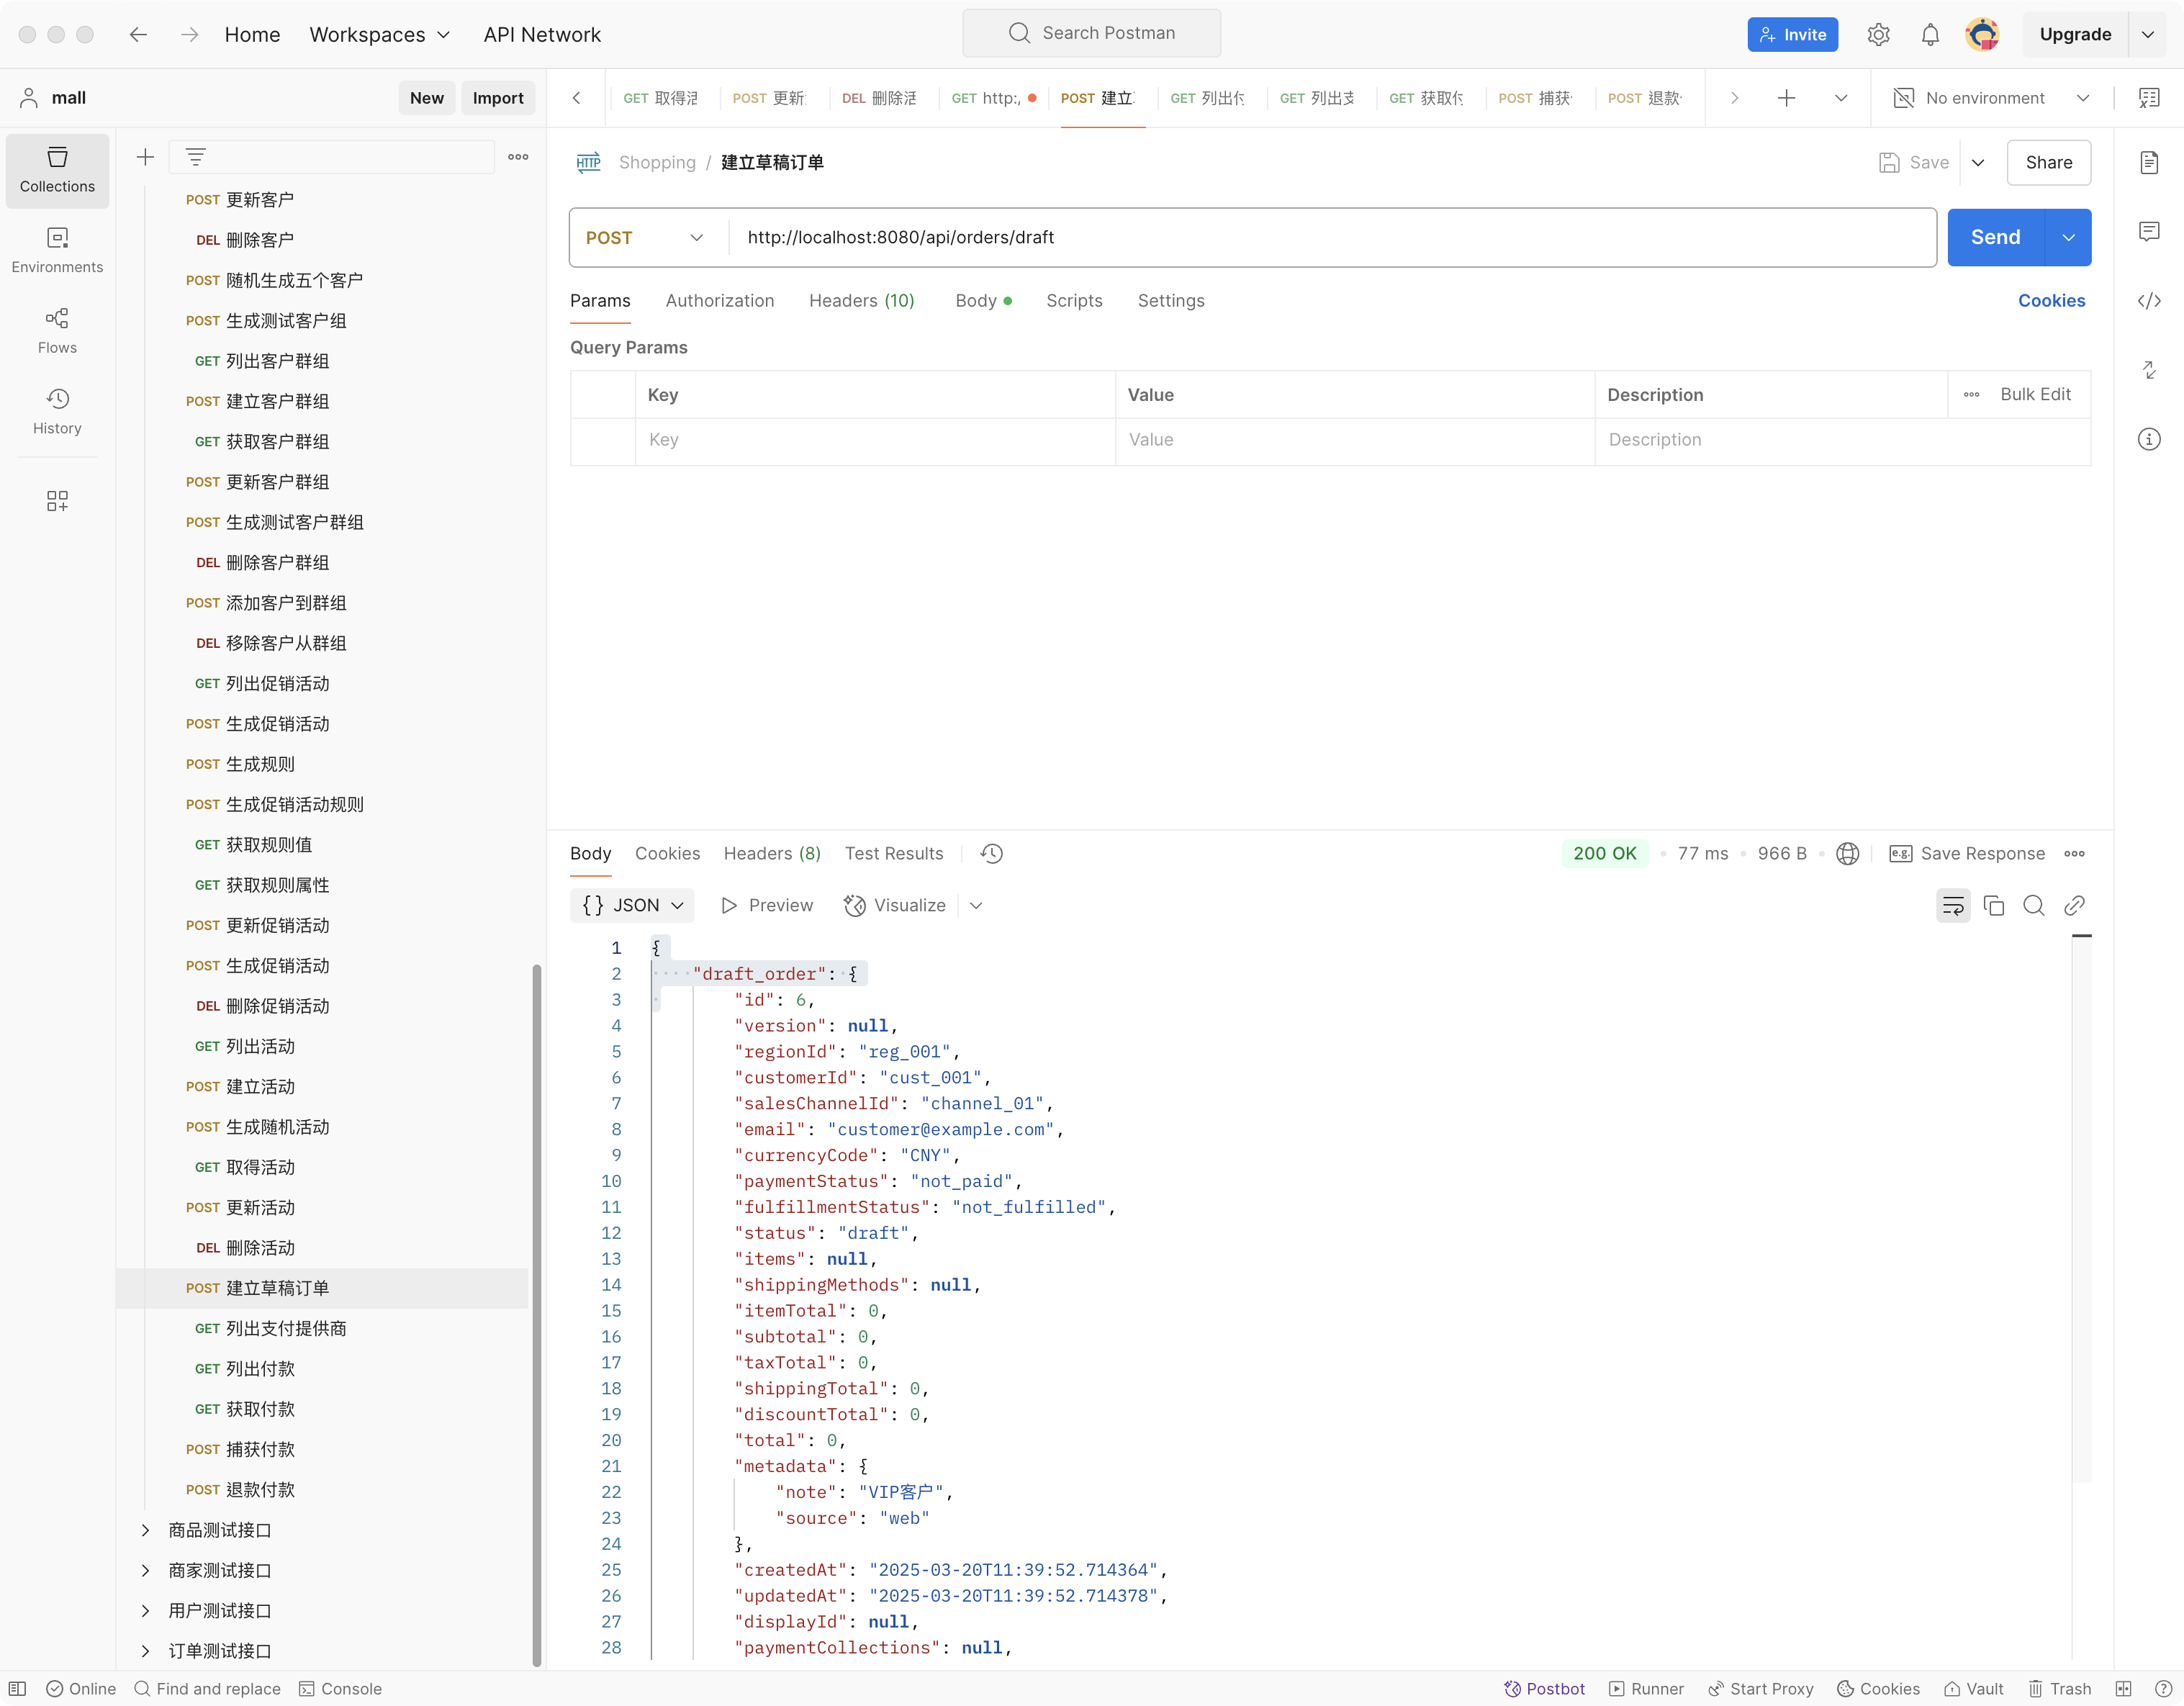 Home
Workspaces
API Network
Search Postman
Invite
Upgrade
mall
New
Import
GET 取得活
POST 更新
DEL 删除活
GET http:,
POST 建立
GET 列出付
GET 列出支
GET 获取付
POST 捕获
POST 退款
No environment
Collections
Environments
Flows
History
POST 更新客户
DEL 删除客户
POST 随机生成五个客户
POST 生成测试客户组
GET 列出客户群组
POST 建立客户群组
GET 获取客户群组
POST 更新客户群组
POST 生成测试客户群组
DEL 删除客户群组
POST 添加客户到群组
DEL 移除客户从群组
GET 列出促销活动
POST 生成促销活动
POST 生成规则
POST 生成促销活动规则
GET 获取规则值
GET 获取规则属性
POST 更新促销活动
POST 生成促销活动
DEL 删除促销活动
GET 列出活动
POST 建立活动
POST 生成随机活动
GET 取得活动
POST 更新活动
DEL 删除活动
POST 建立草稿订单
GET 列出支付提供商
GET 列出付款
GET 获取付款
POST 捕获付款
POST 退款付款
商品测试接口
商家测试接口
用户测试接口
订单测试接口
HTTP
Shopping / 建立草稿订单
Save
Share
POST
http://localhost:8080/api/orders/draft
Send
Params
Authorization
Headers (10)
Body
Scripts
Settings
Cookies
Query Params
Key
Value
Description
Bulk Edit
Key
Value
Description
Body
Cookies
Headers (8)
Test Results
200 OK
77 ms
966 B
e.g.
Save Response
{} JSON
Preview
Visualize
1 {
2 "draft_order": {
3 "id": 6,
4 "version": null,
5 "regionId": "reg_001",
6 "customerId": "cust_001",
7 "salesChannelId": "channel_01",
8 "email": "customer@example.com",
9 "currencyCode": "CNY",
10 "paymentStatus": "not_paid",
11 "fulfillmentStatus": "not_fulfilled",
12 "status": "draft",
13 "items": null,
14 "shippingMethods": null,
15 "itemTotal": 0,
16 "subtotal": 0,
17 "taxTotal": 0,
18 "shippingTotal": 0,
19 "discountTotal": 0,
20 "total": 0,
21 "metadata": {
22 "note": "VIP客户",
23 "source": "web"
24 },
25 "createdAt": "2025-03-20T11:39:52.714364",
26 "updatedAt": "2025-03-20T11:39:52.714378",
27 "displayId": null,
28 "paymentCollections": null,
Online
Find and replace
Console
Postbot
Runner
Start Proxy
Cookies
Vault
Trash